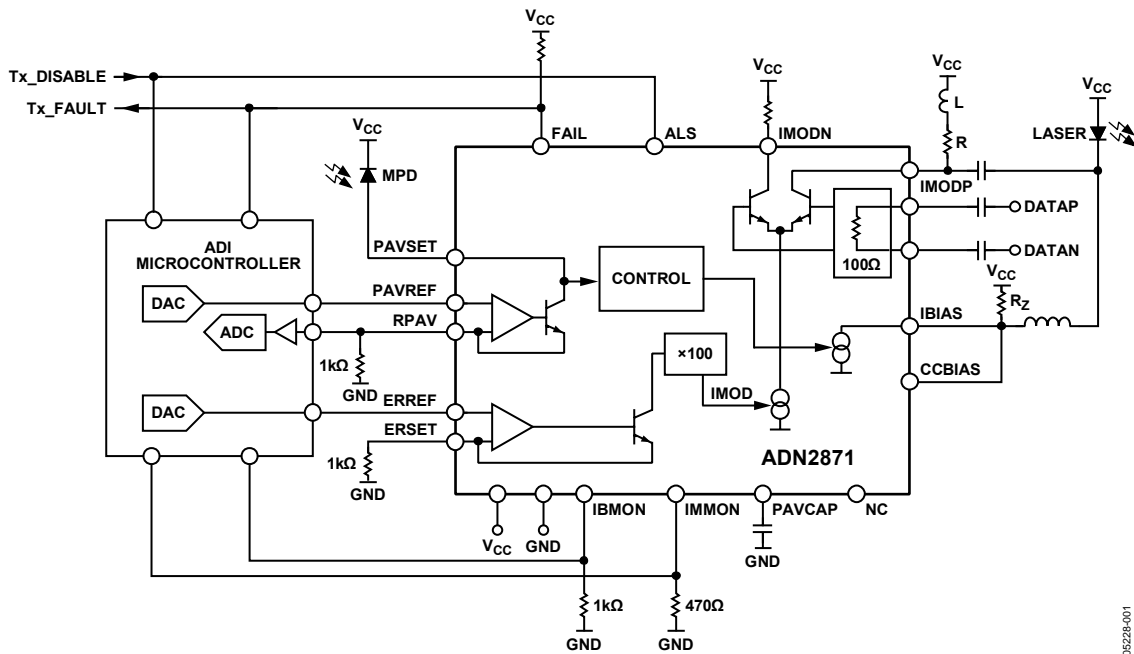 VCC
Tx_DISABLE
Tx_FAULT
VCC
VCC
L
R
VCC
LASER
VCC
MPD
FAIL
ALS
IMODN
IMODP
DATAP
DATAN
100Ω
ADI
MICROCONTROLLER
PAVSET
CONTROL
DAC
PAVREF
ADC
RPAV
1kΩ
GND
×100
IMOD
VCC
RZ
IBIAS
CCBIAS
DAC
ERREF
ERSET
1kΩ
GND
ADN2871
IBMON
IMMON
PAVCAP
NC
VCC
GND
GND
1kΩ
470Ω
GND
GND
05228-001